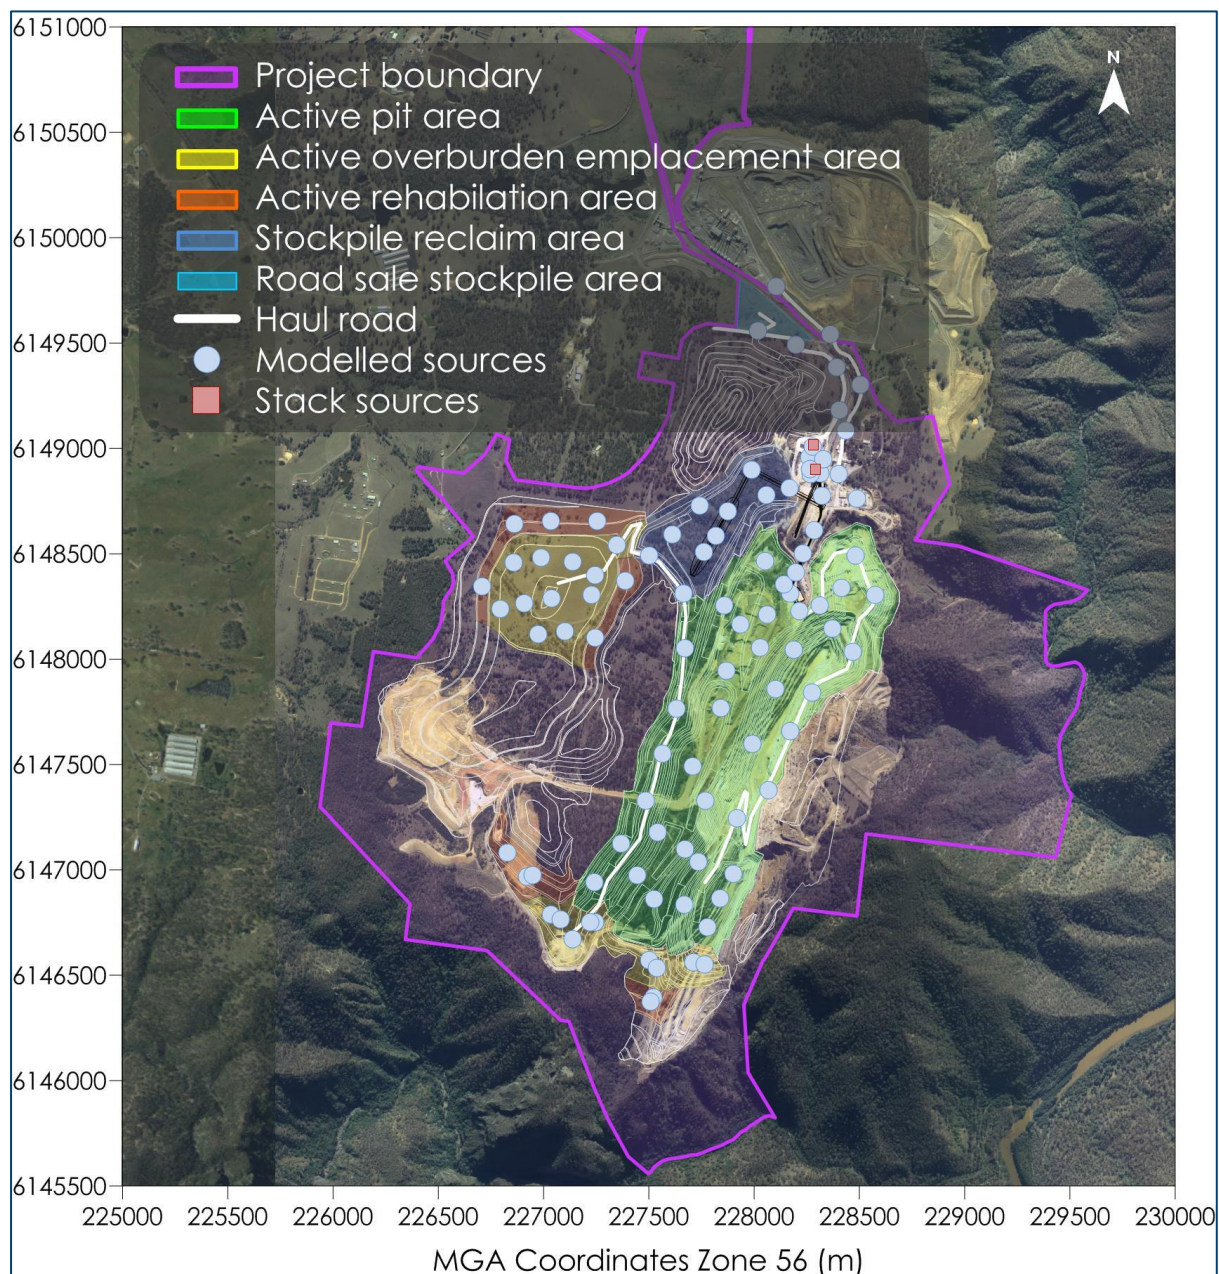 6151000
N
Project boundary
Active pit area
6150500
Active overburden emplacement area
Active rehabilation area
6150000
Stockpile reclaim area
Road sale stockpile area
Haul road
6149500
Modelled sources
Stack sources
6149000
6148500
6148000
6147500
6147000
6146500
6146000
6145500
225000 225500 226000 226500 227000 227500 228000 228500 229000 229500 230000
MGA Coordinates Zone 56 (m)